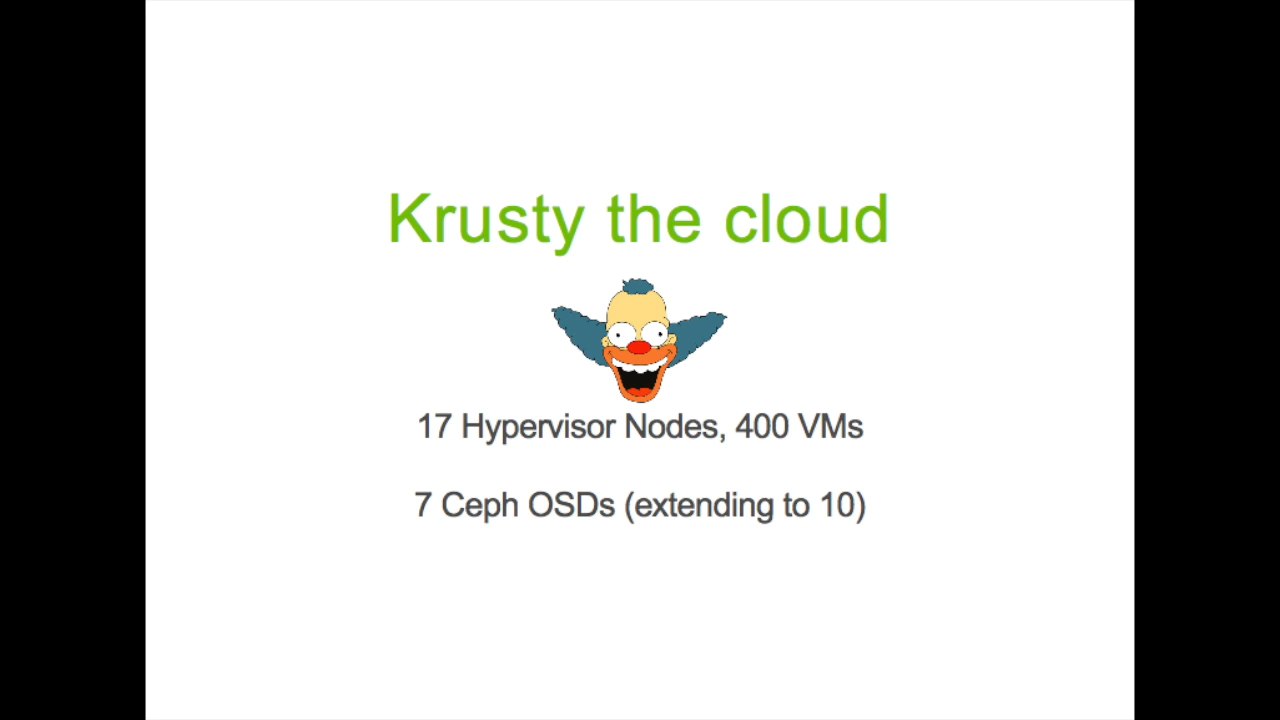 Krusty the cloud
17 Hypervisor Nodes, 400 VMs
7 Ceph OSDs (extending to 10)